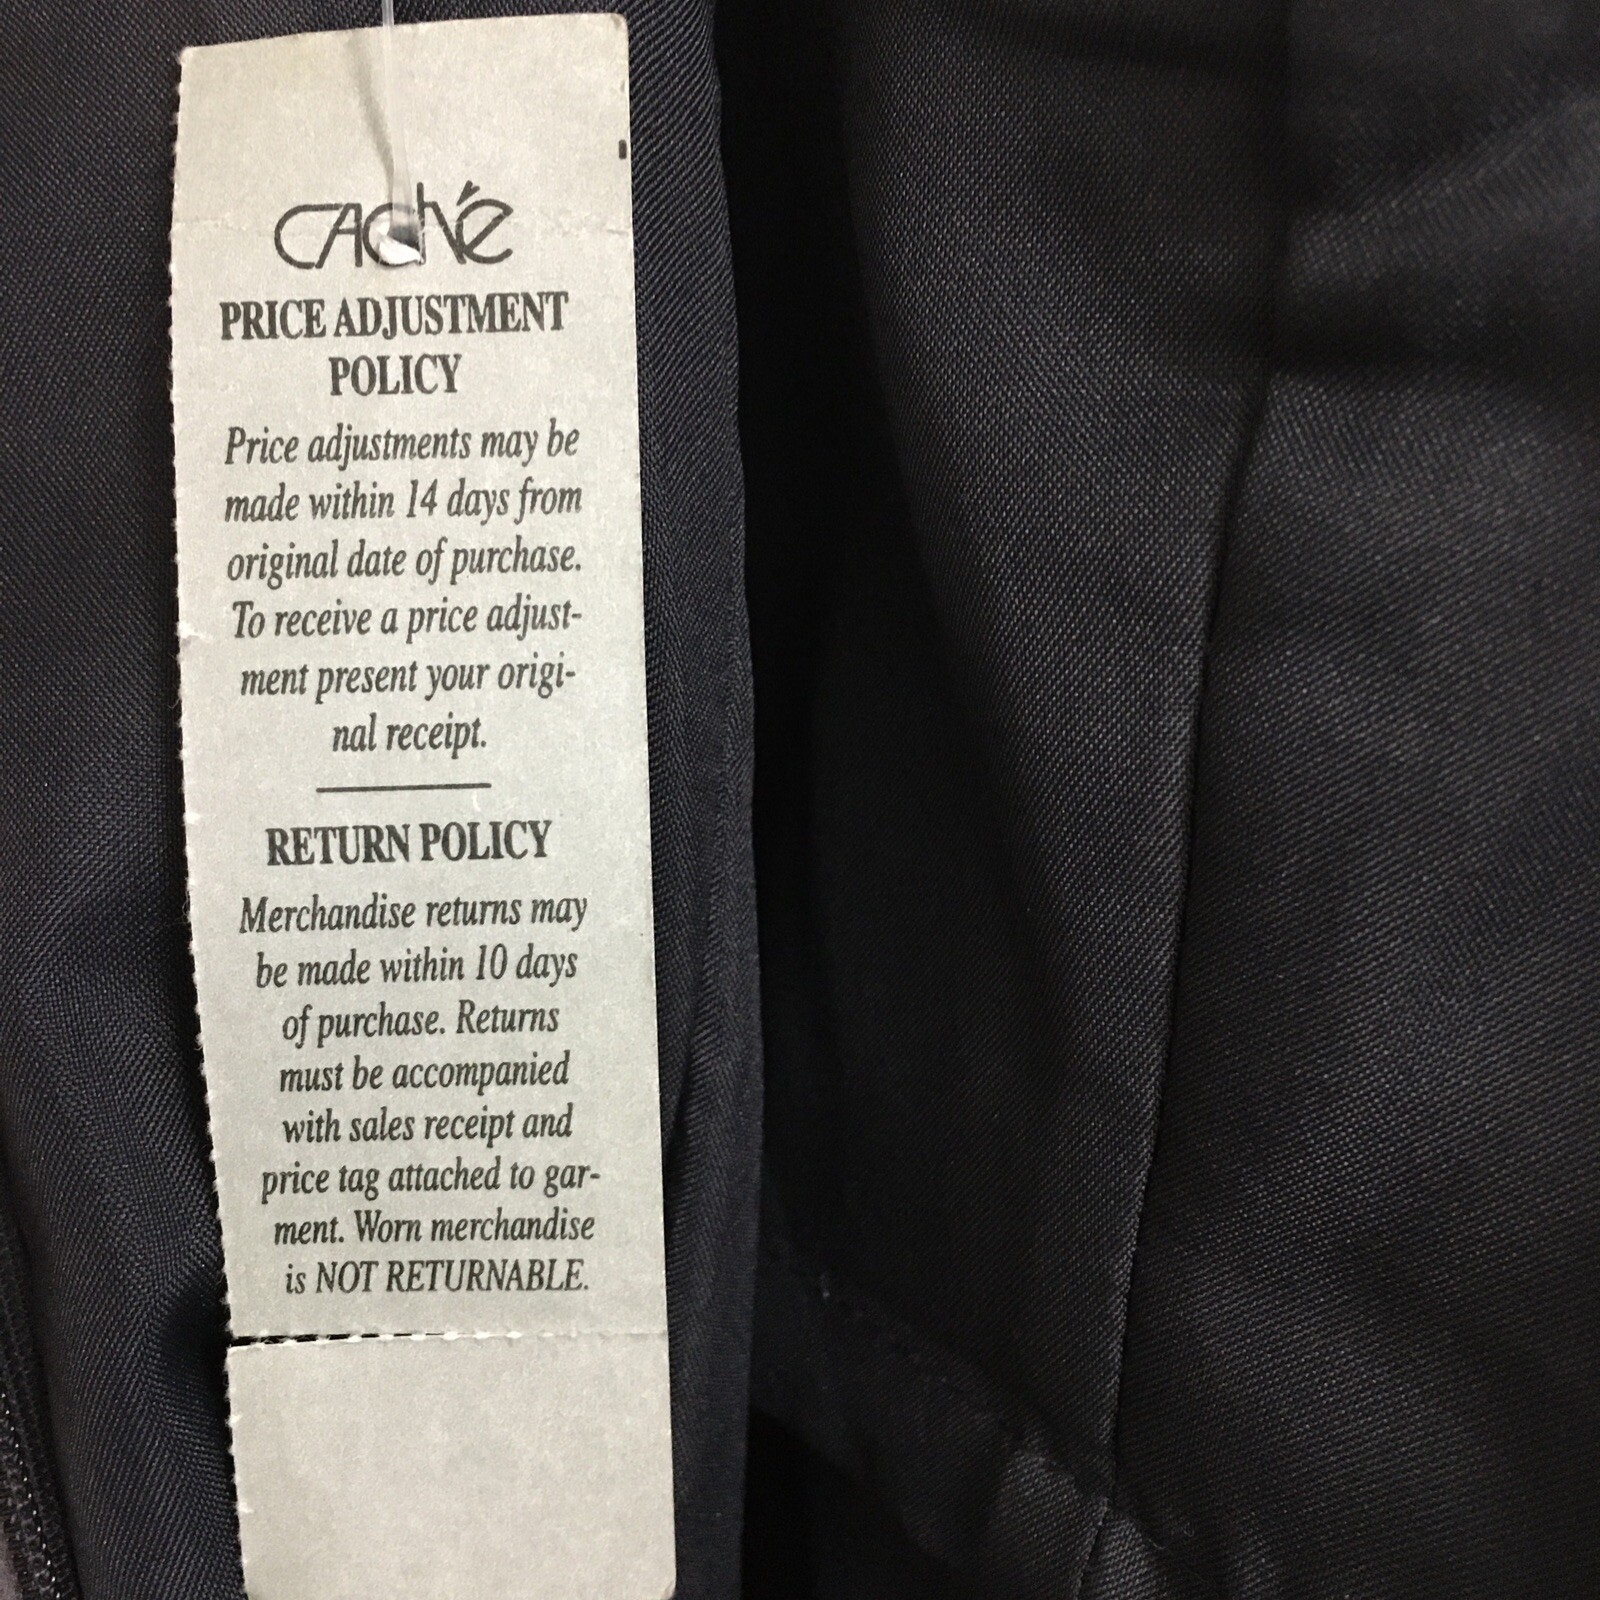 CACHÉ
PRICE ADJUSTMENT
POLICY
Price adjustments may be
made within 14 days from
original date of purchase.
To receive a price adjust-
ment present your origi-
nal receipt.
RETURN POLICY
Merchandise returns may
be made within 10 days
of purchase. Returns
must be accompanied
with sales receipt and
price tag attached to gar-
ment. Worn merchandise
is NOT RETURNABLE.